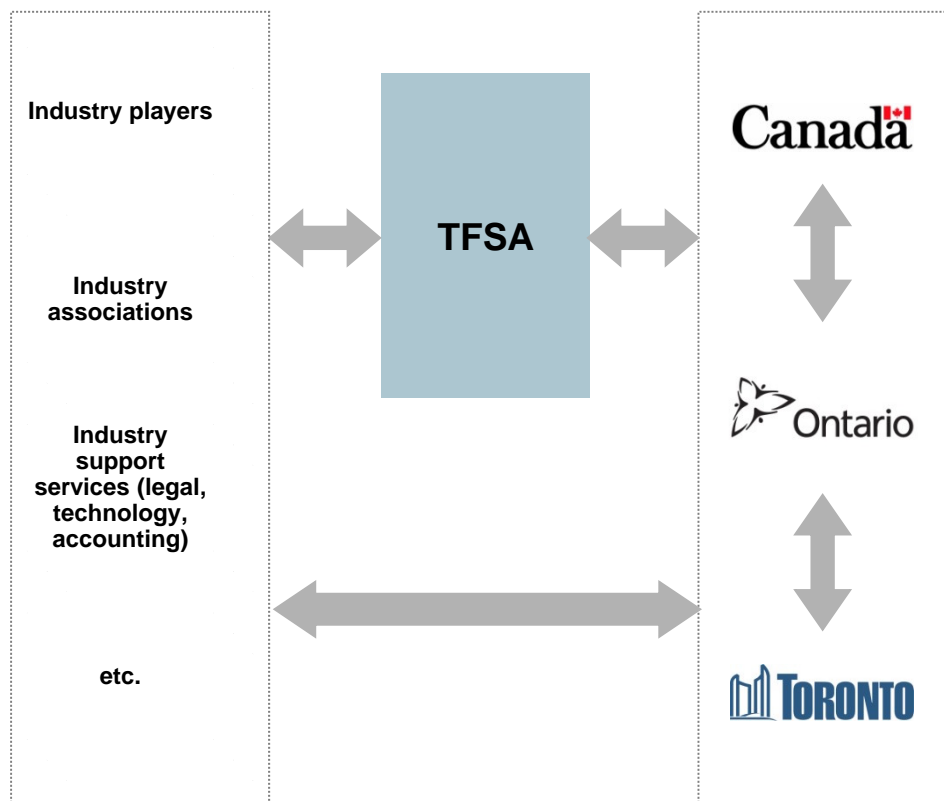 Industry players
Industry
associations
Industry
support
services (legal,
technology,
accounting)
etc.
TFSA
Canada
Ontario
TORONTO